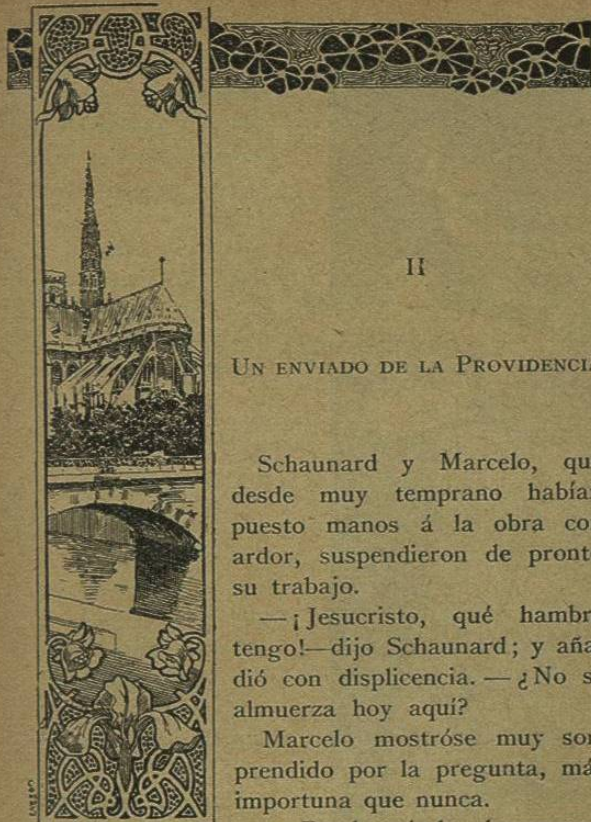 II
UN ENVIADO DE LA PROVIDENCIA
Schaunard y Marcelo, qu
desde muy temprano había
puesto manos á la obra co
ardor, suspendieron de pront
su trabajo.
—¡Jesucristo, qué hambr
tengo!—dijo Schaunard; y aña
dió con displicencia.—¿No s
almuerza hoy aquí?
Marcelo mostróse muy sor
prendido por la pregunta, má
importuna que nunca.